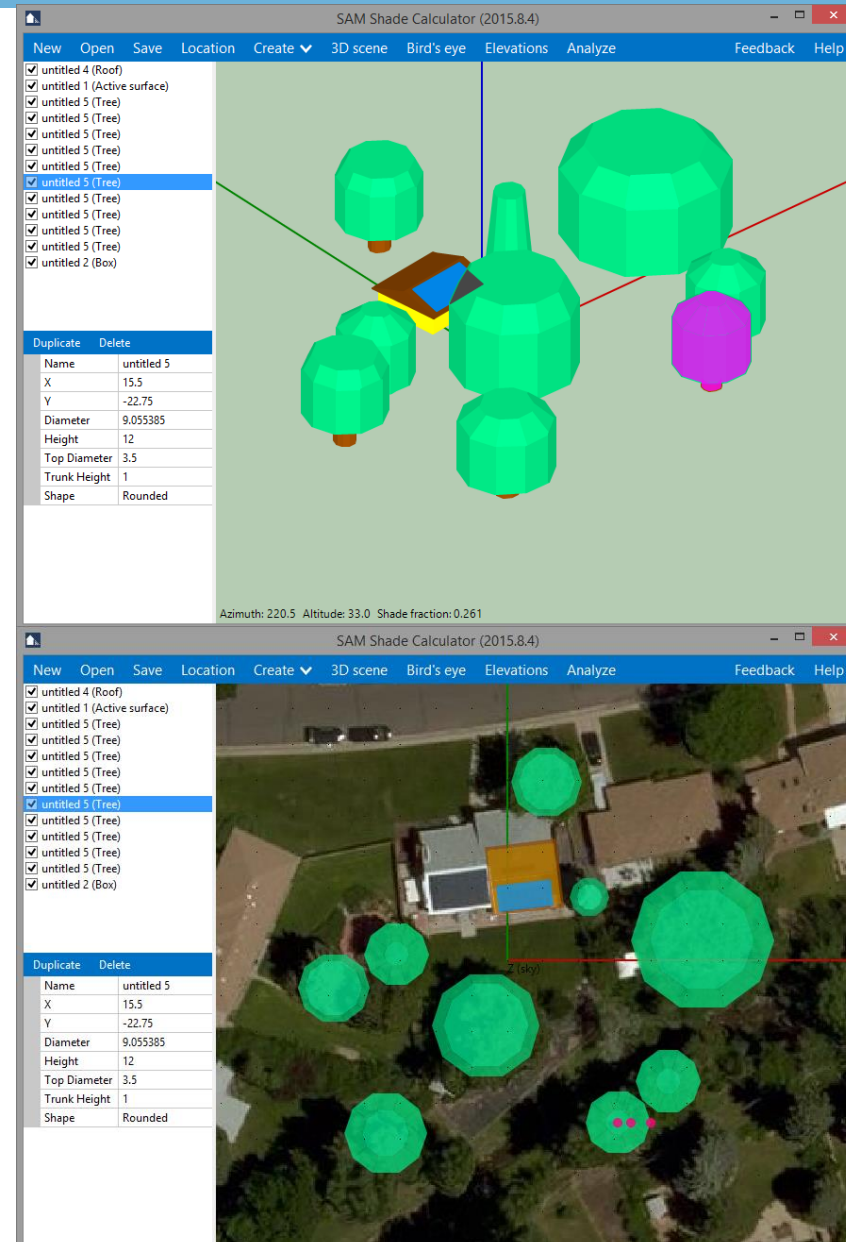 SAM Shade Calculator (2015.8.4)
New Open Save Location Create 3D scene Bird's eye Elevations Analyze Feedback Help
untitled 4 (Roof)
untitled 1 (Active surface)
untitled 5 (Tree)
untitled 5 (Tree)
untitled 5 (Tree)
untitled 5 (Tree)
untitled 5 (Tree)
untitled 5 (Tree)
untitled 5 (Tree)
untitled 5 (Tree)
untitled 5 (Tree)
untitled 5 (Tree)
untitled 2 (Box)
Duplicate Delete
Name untitled 5
X 15.5
Y -22.75
Diameter 9.055385
Height 12
Top Diameter 3.5
Trunk Height 1
Shape Rounded
Azimuth: 220.5 Altitude: 33.0 Shade fraction: 0.261
SAM Shade Calculator (2015.8.4)
New Open Save Location Create 3D scene Bird's eye Elevations Analyze Feedback Help
untitled 4 (Roof)
untitled 1 (Active surface)
untitled 5 (Tree)
untitled 5 (Tree)
untitled 5 (Tree)
untitled 5 (Tree)
untitled 5 (Tree)
untitled 5 (Tree)
untitled 5 (Tree)
untitled 5 (Tree)
untitled 5 (Tree)
untitled 5 (Tree)
untitled 2 (Box)
Z (sky)
Duplicate Delete
Name untitled 5
X 15.5
Y -22.75
Diameter 9.055385
Height 12
Top Diameter 3.5
Trunk Height 1
Shape Rounded